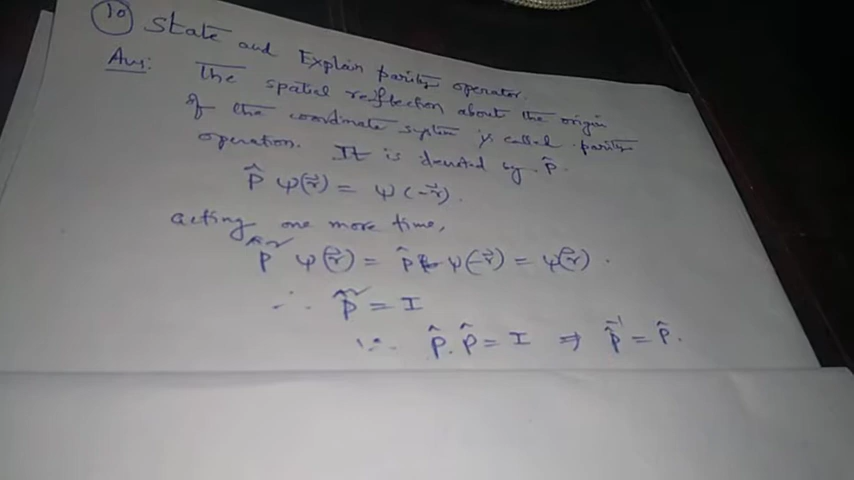 10 State and Explain parity operator.
Ans: The spatial reflection about the origin
of the coordinate system is called parity
operation. It is denoted by P̂.
P̂ ψ(r⃗) = ψ(-r⃗).
acting one more time,
P̂² ψ(r⃗) = P̂ ψ(-r⃗) = ψ(r⃗).
∴ P̂² = I
i.e. P̂.P̂ = I ⇒ P̂⁻¹ = P̂.